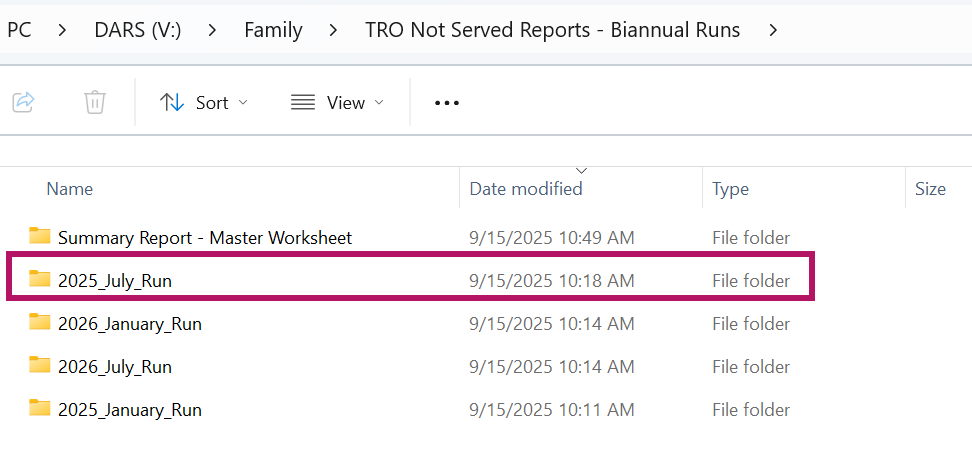 PC > DARS (V:) > Family > TRO Not Served Reports - Biannual Runs >
Sort View •••
Name Date modified Type Size
Summary Report - Master Worksheet 9/15/2025 10:49 AM File folder
2025_July_Run 9/15/2025 10:18 AM File folder
2026_January_Run 9/15/2025 10:14 AM File folder
2026_July_Run 9/15/2025 10:14 AM File folder
2025_January_Run 9/15/2025 10:11 AM File folder